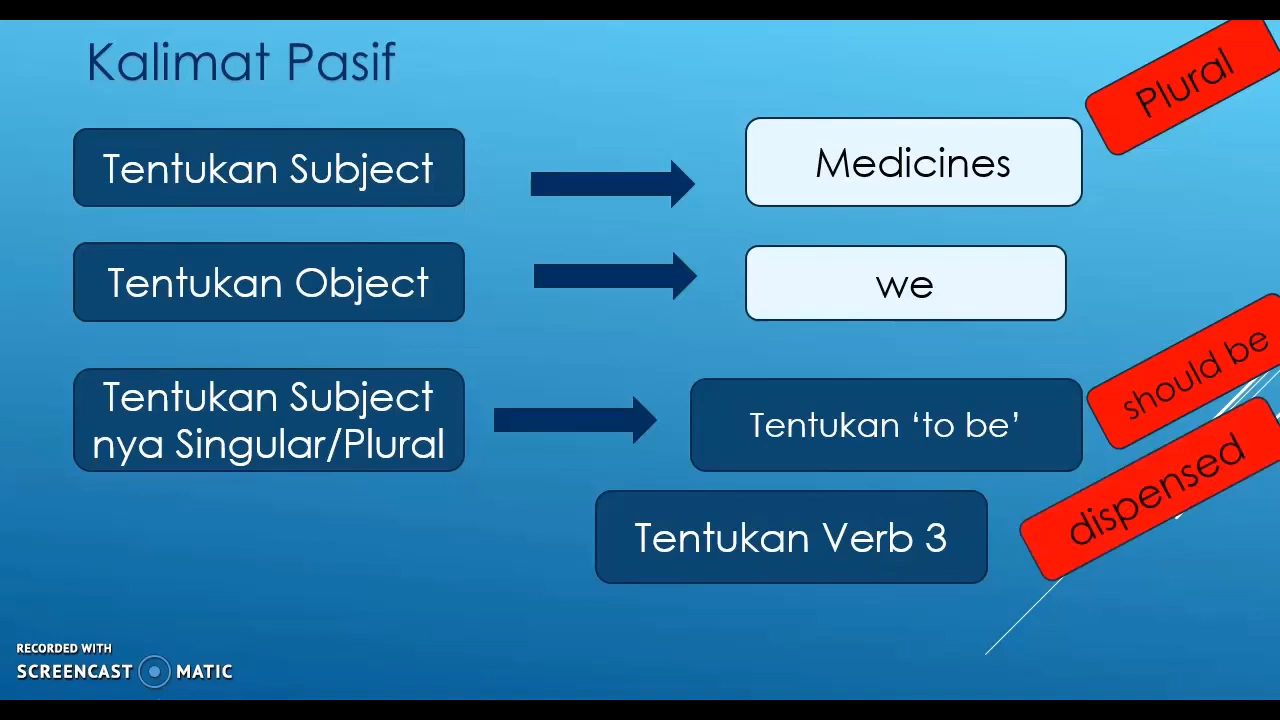 Kalimat Pasif
Plural
Tentukan Subject
Medicines
Tentukan Object
we
Tentukan Subject
nya Singular/Plural
Tentukan ‘to be’
should be
Tentukan Verb 3
dispensed
RECORDED WITH
SCREENCAST MATIC